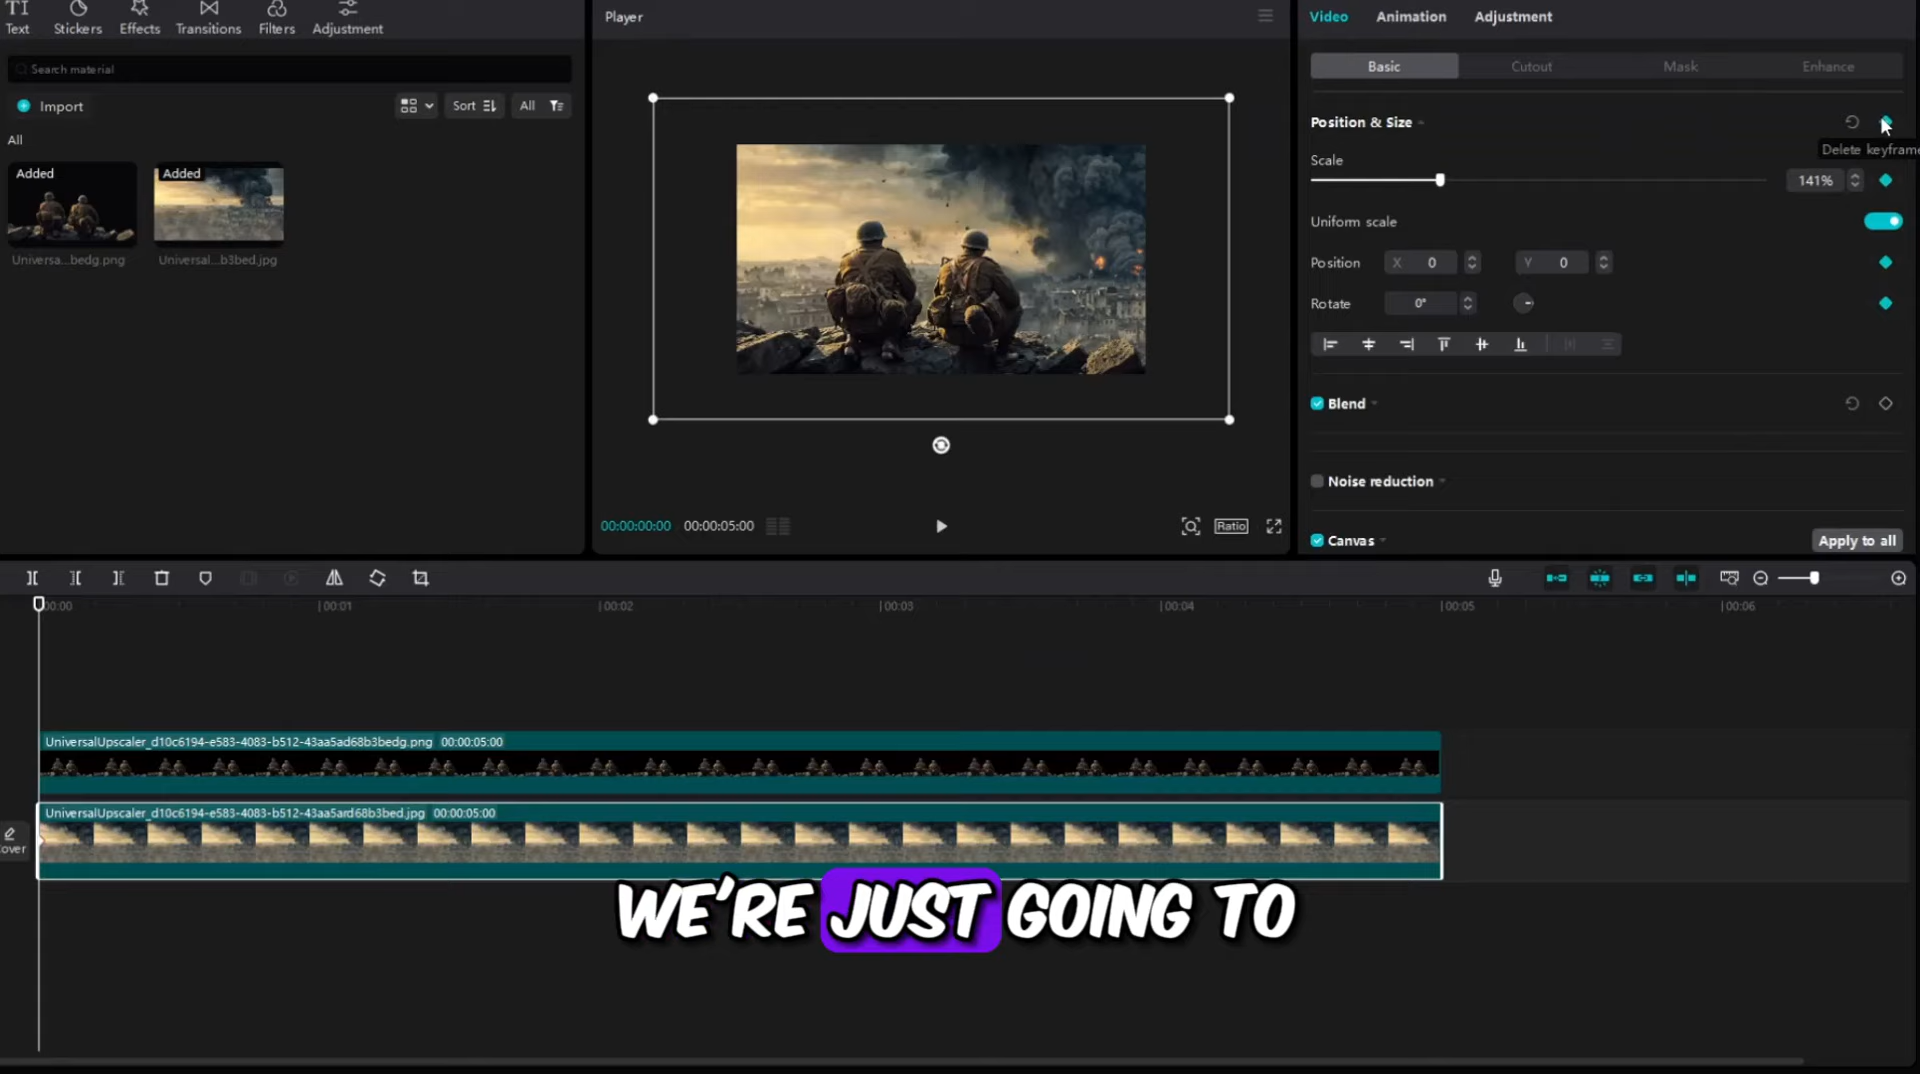 TI
Text Stickers Effects Transitions Filters Adjustment
Search material
Import
Sort
All
All
Added
Added
Universa...bedg.png
Universal...b3bed.jpg
Player
00:00:00:00 00:00:05:00
Ratio
Video Animation Adjustment
Basic Cutout Mask Enhance
Position & Size
Delete keyframe
Scale
141%
Uniform scale
Position X 0 Y 0
Rotate 0°
Blend
Noise reduction
Canvas
Apply to all
00:00 00:01 00:02 00:03 00:04 00:05 00:06
UniversalUpscaler_d10c6194-e583-4083-b512-43aa5ad68b3bedg.png 00:00:05:00
UniversalUpscaler_d10c6194-e583-4083-b512-43aa5ard68b3bed.jpg 00:00:05:00
over
WE'RE JUST GOING TO